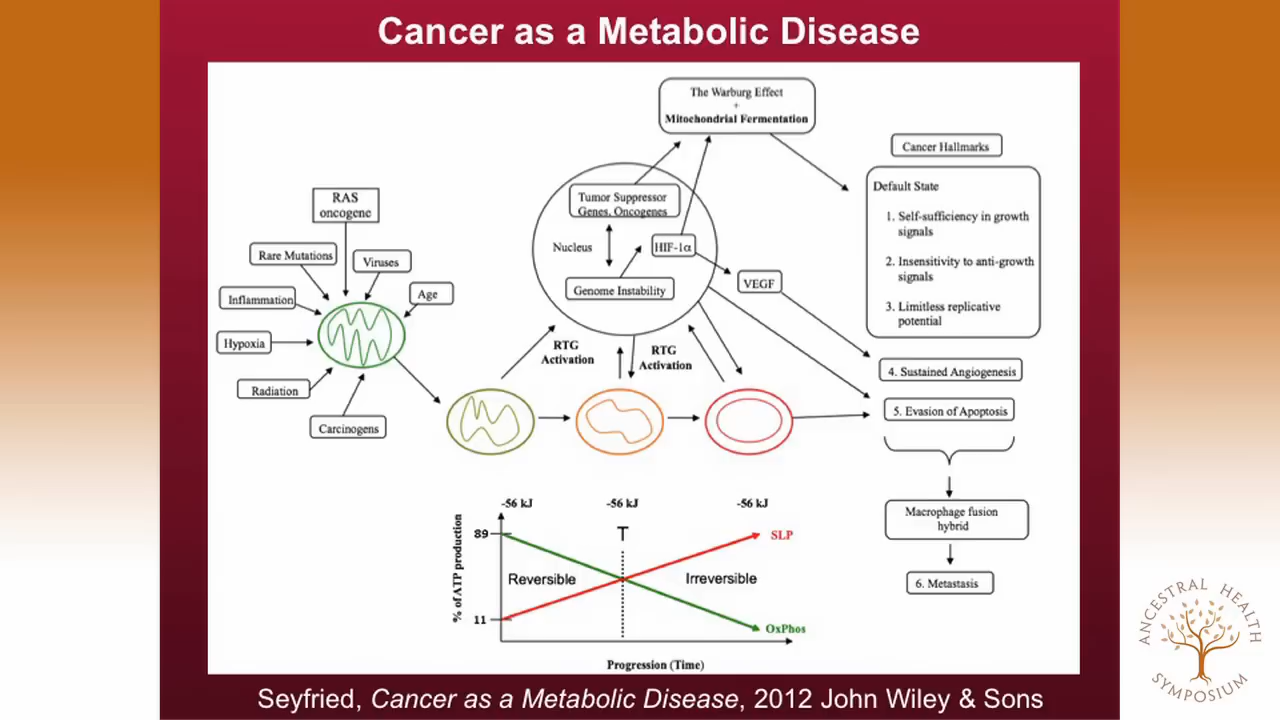 Cancer as a Metabolic Disease
The Warburg Effect
+
Mitochondrial Fermentation
Cancer Hallmarks
Default State
1. Self-sufficiency in growth
signals
2. Insensitivity to anti-growth
signals
3. Limitless replicative
potential
RAS
oncogene
Rare Mutations
Viruses
Inflammation
Age
Hypoxia
Radiation
Carcinogens
Tumor Suppressor
Genes, Oncogenes
Nucleus
HIF-1α
Genome Instability
VEGF
RTG
Activation
RTG
Activation
4. Sustained Angiogenesis
5. Evasion of Apoptosis
Macrophage fusion
hybrid
6. Metastasis
-56 kJ
-56 kJ
-56 kJ
T
% of ATP production
89
11
SLP
Reversible
Irreversible
OxPhos
Progression (Time)
Seyfried, Cancer as a Metabolic Disease, 2012 John Wiley & Sons
ANCESTRAL HEALTH
SYMPOSIUM